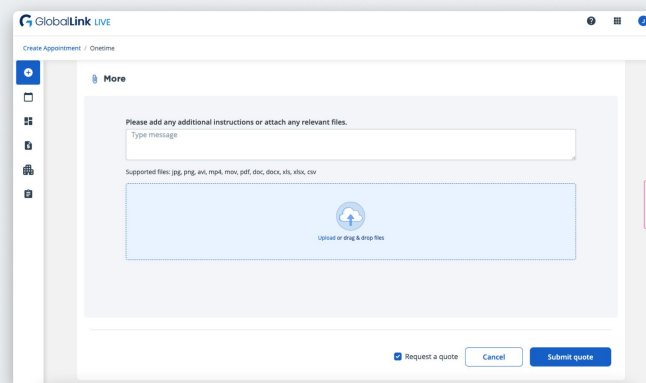 GlobalLink LIVE
J
Create Appointment / Onetime
More
Please add any additional instructions or attach any relevant files.
Type message
Supported files: jpg, png, avi, mp4, mov, pdf, doc, docx, xls, xlsx, csv
Upload or drag & drop files
Request a quote
Cancel
Submit quote